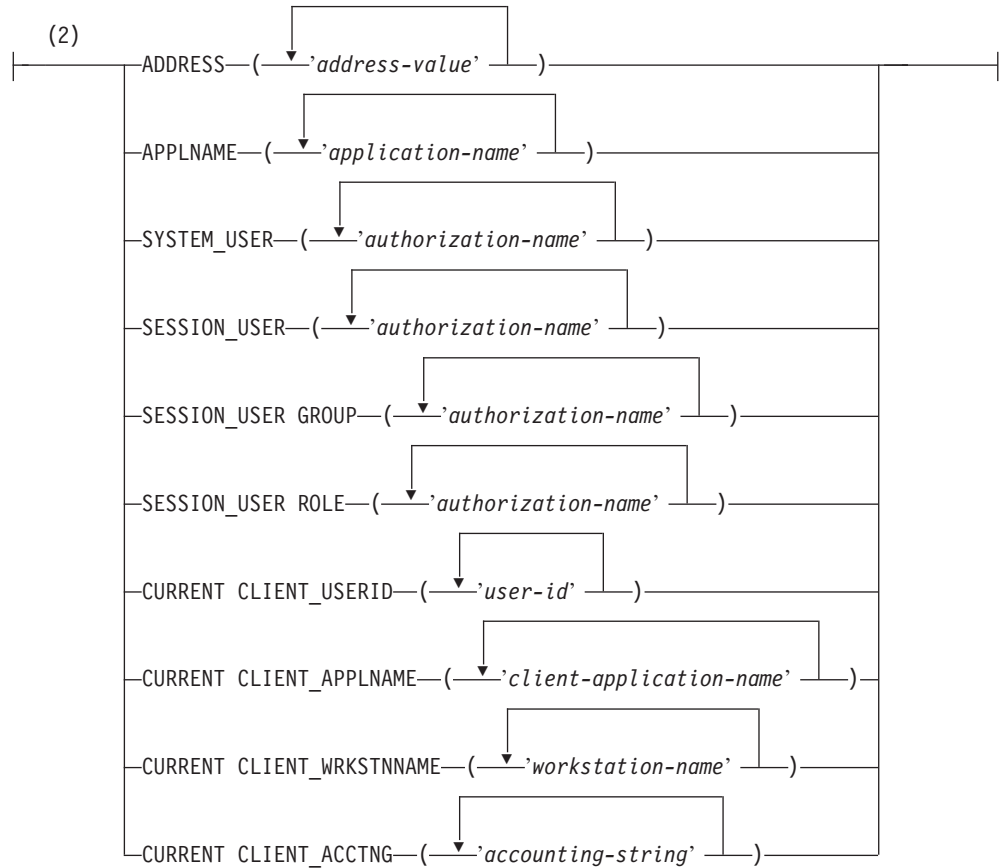 (2)
ADDRESS ( 'address-value' )
APPLNAME ( 'application-name' )
SYSTEM_USER ( 'authorization-name' )
SESSION_USER ( 'authorization-name' )
SESSION_USER GROUP ( 'authorization-name' )
SESSION_USER ROLE ( 'authorization-name' )
CURRENT CLIENT_USERID ( 'user-id' )
CURRENT CLIENT_APPLNAME ( 'client-application-name' )
CURRENT CLIENT_WRKSTNNAME ( 'workstation-name' )
CURRENT CLIENT_ACCTNG ( 'accounting-string' )